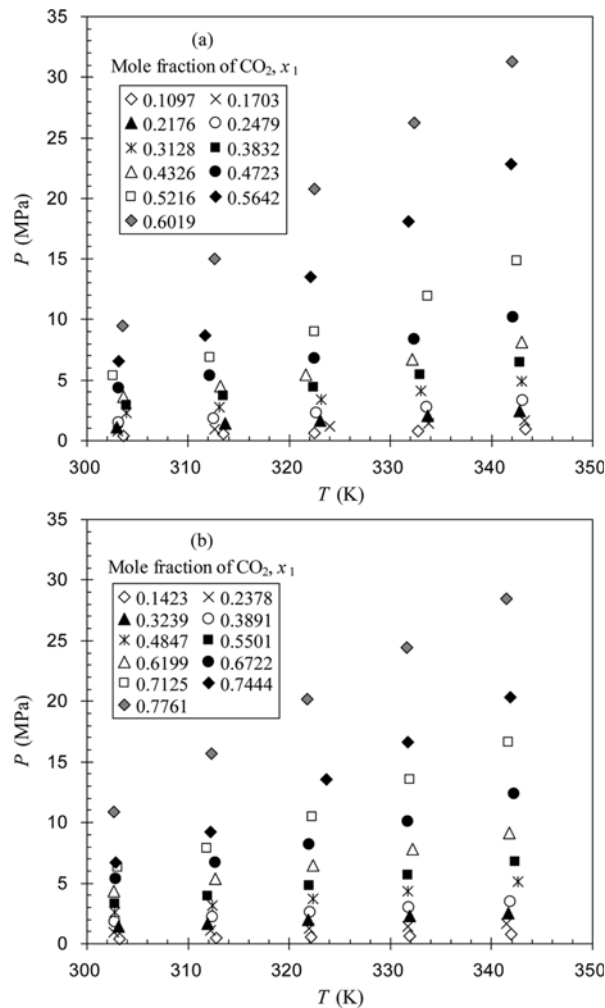 35
(a)
30
Mole fraction of CO2, x1
0.1097 0.1703
25
0.2176 0.2479
0.3128 0.3832
20
0.4326 0.4723
0.5216 0.5642
15
0.6019
10
5
0
P (MPa)
300 310 320 330 340 350
T (K)
35
(b)
30
Mole fraction of CO2, x1
0.1423 0.2378
25
0.3239 0.3891
0.4847 0.5501
20
0.6199 0.6722
0.7125 0.7444
15
0.7761
10
5
0
P (MPa)
300 310 320 330 340 350
T (K)